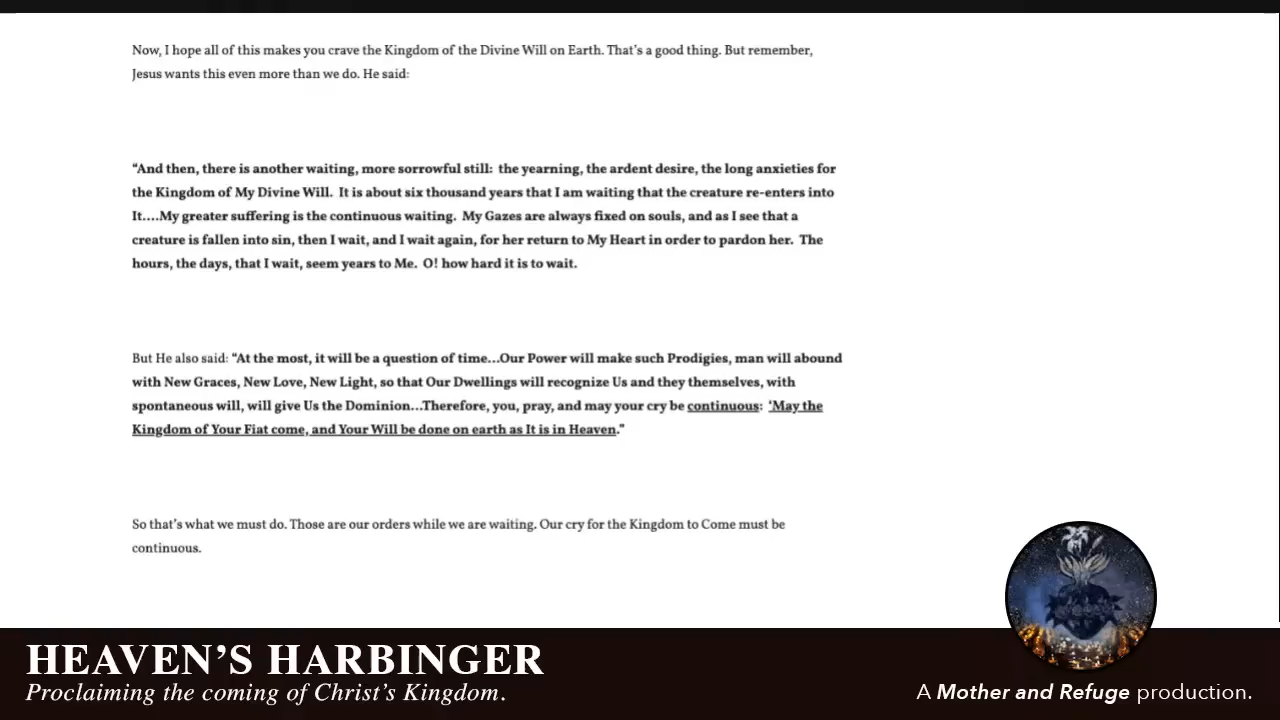 Now, I hope all of this makes you crave the Kingdom of the Divine Will on Earth. That’s a good thing. But remember,
Jesus wants this even more than we do. He said:
“And then, there is another waiting, more sorrowful still:  the yearning, the ardent desire, the long anxieties for
the Kingdom of My Divine Will.  It is about six thousand years that I am waiting that the creature re-enters into
It....My greater suffering is the continuous waiting.  My Gazes are always fixed on souls, and as I see that a
creature is fallen into sin, then I wait, and I wait again, for her return to My Heart in order to pardon her.  The
hours, the days, that I wait, seem years to Me.  O! how hard it is to wait.
But He also said: “At the most, it will be a question of time...Our Power will make such Prodigies, man will abound
with New Graces, New Love, New Light, so that Our Dwellings will recognize Us and they themselves, with
spontaneous will, will give Us the Dominion...Therefore, you, pray, and may your cry be continuous:  ‘May the
Kingdom of Your Fiat come, and Your Will be done on earth as It is in Heaven.”
So that’s what we must do. Those are our orders while we are waiting. Our cry for the Kingdom to Come must be
continuous.
HEAVEN’S HARBINGER
Proclaiming the coming of Christ’s Kingdom.
A Mother and Refuge production.